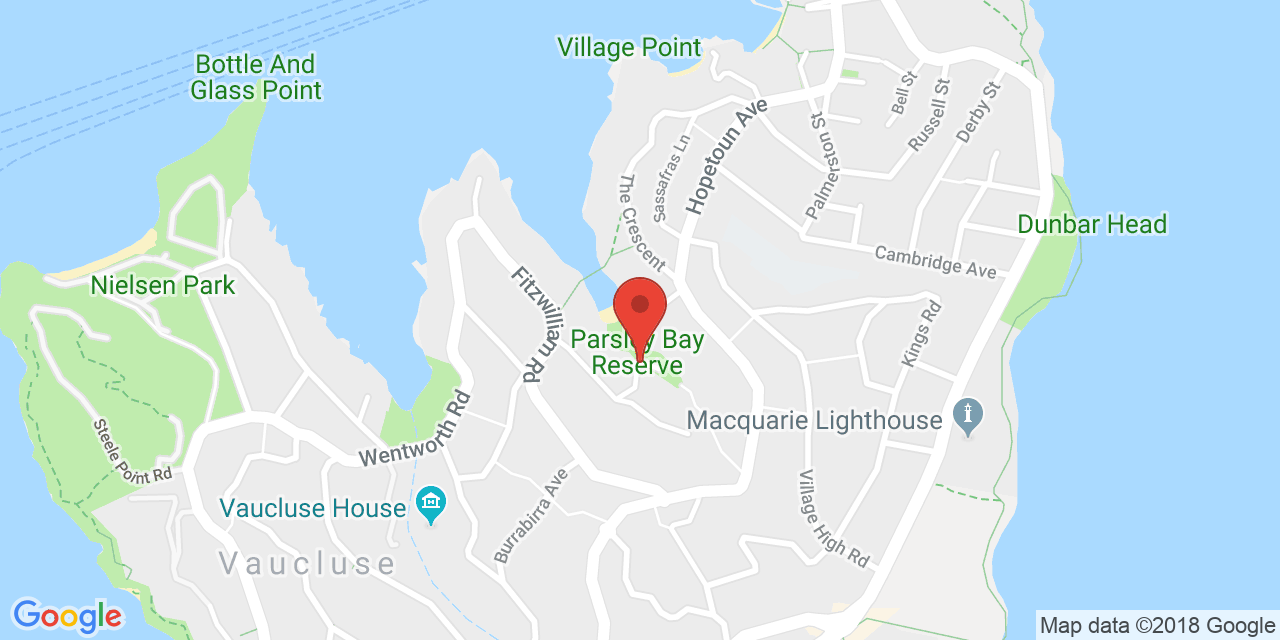 Village Point
Bottle And
Glass Point
Bell St
Russell St
Derby St
Hopetoun Ave
Palmerston St
Sassafras Ln
The Crescent
Dunbar Head
Cambridge Ave
Nielsen Park
Fitzwilliam Rd
Kings Rd
Parsley Bay
Reserve
Macquarie Lighthouse
Wentworth Rd
Steele Point Rd
Vaucluse House
Burrabirra Ave
Village High Rd
Vaucluse
Google
Map data ©2018 Google